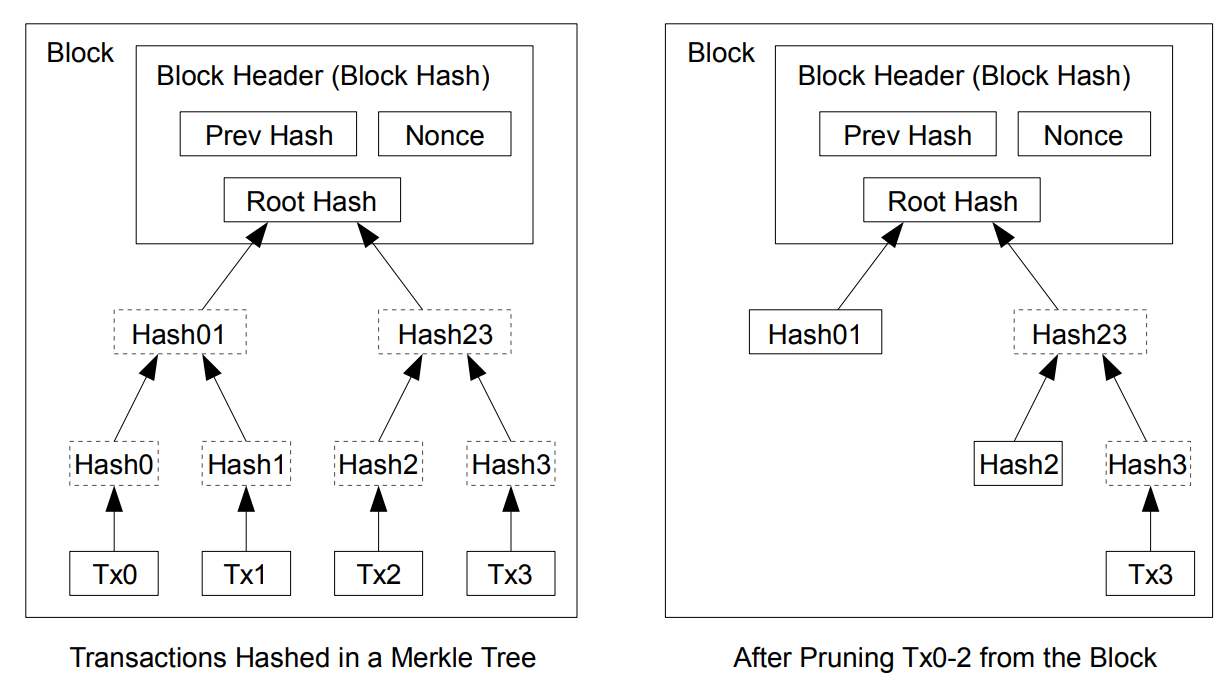 Block
Block Header (Block Hash)
Prev Hash
Nonce
Root Hash
Hash01
Hash23
Hash0
Hash1
Hash2
Hash3
Tx0
Tx1
Tx2
Tx3
Transactions Hashed in a Merkle Tree
Block
Block Header (Block Hash)
Prev Hash
Nonce
Root Hash
Hash01
Hash23
Hash2
Hash3
Tx3
After Pruning Tx0-2 from the Block